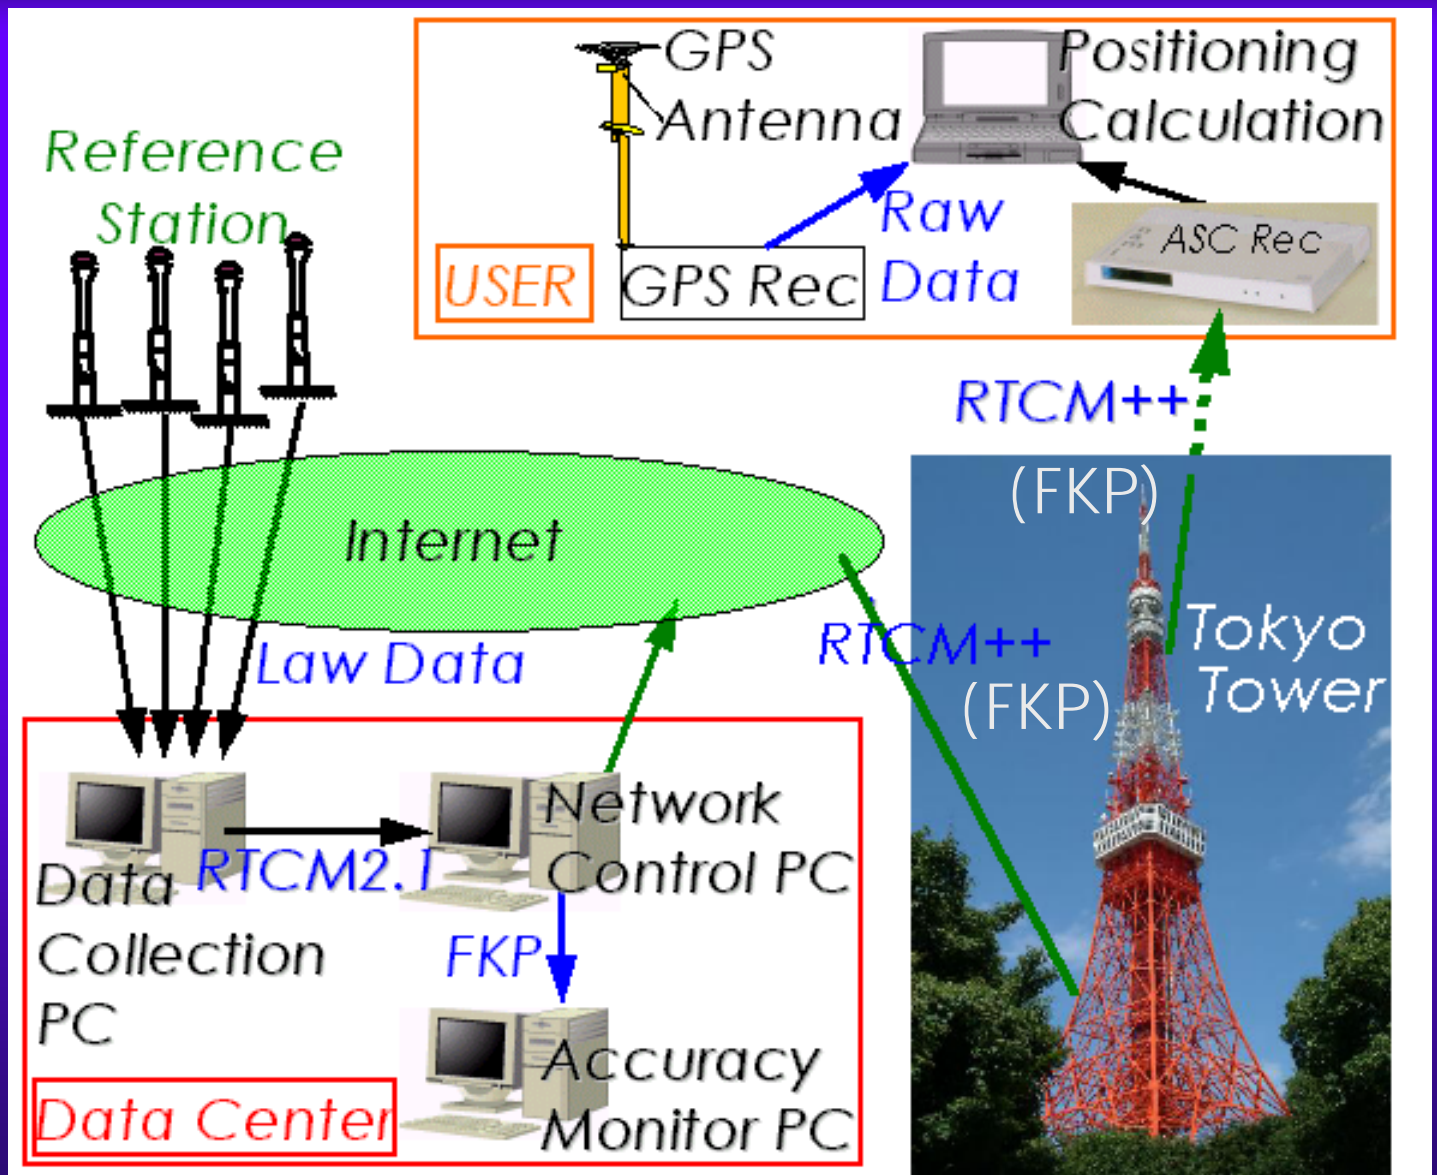 GPS
Antenna
Positioning
Calculation
Reference
Station
Raw
Data
ASC Rec
USER
GPS Rec
RTCM++
(FKP)
Internet
Tokyo
Tower
RTCM++
(FKP)
Law Data
Network
Control PC
RTCM2.1
Data
Collection
PC
FKP
Accuracy
Monitor PC
Data Center